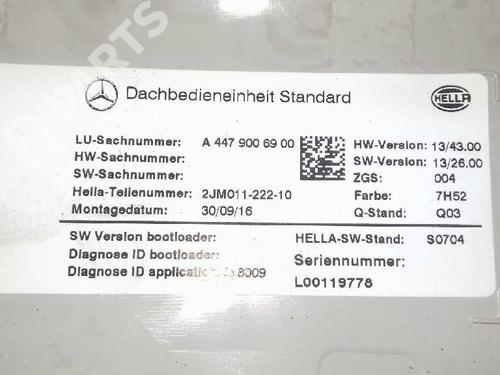 Dachbedieneinheit Standard
HELLA
LU-Sachnummer: A 447 900 69 00
HW-Sachnummer:
SW-Sachnummer:
Hella-Teilenummer: 2JM011-222-10
Montagedatum: 30/09/16
HW-Version: 13/43.00
SW-Version: 13/26.00
ZGS: 004
Farbe: 7H52
Q-Stand: Q03
SW Version bootloader:
Diagnose ID bootloader:
Diagnose ID application:
HELLA-SW-Stand: S0704
Seriennummer:
L00119778